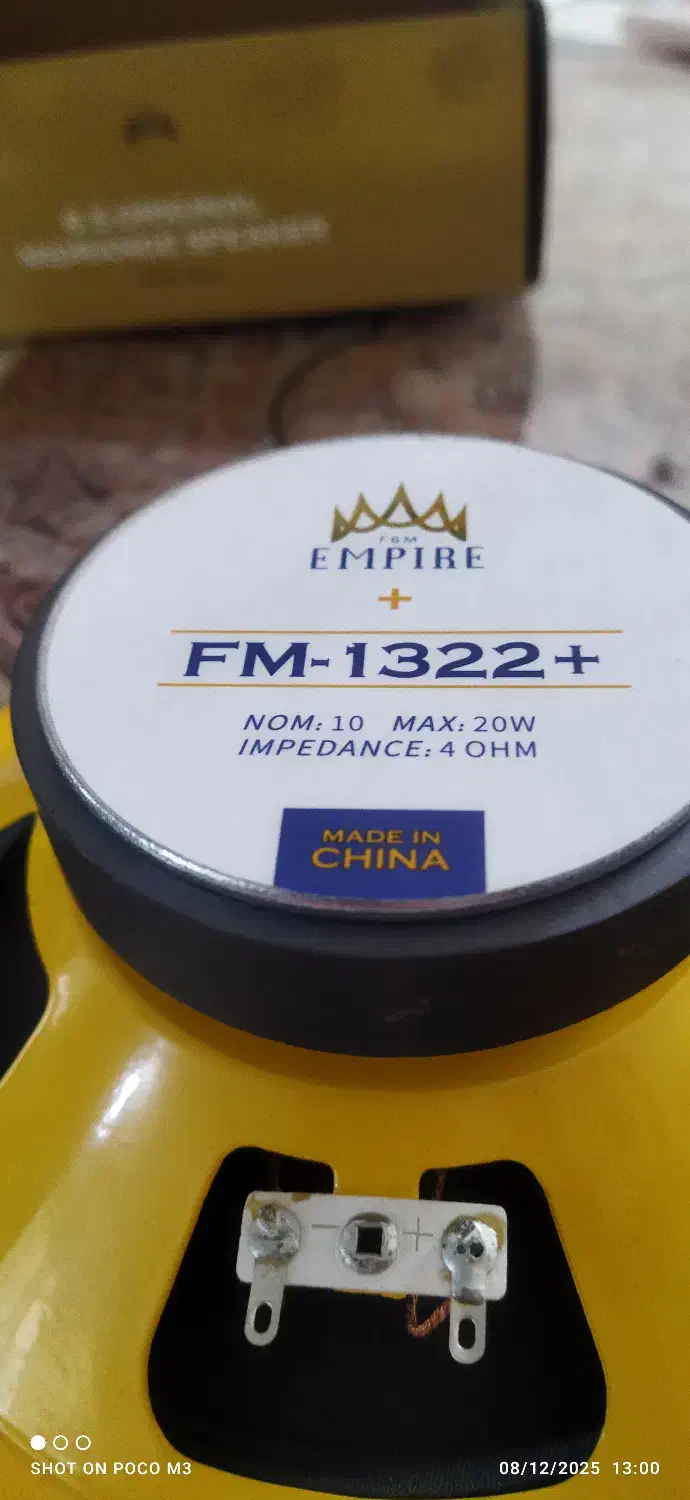 FSM
EMPIRE
+
FM-1322+
NOM: 10 MAX: 20W
IMPEDANCE: 4 OHM
MADE IN
CHINA
− +
SHOT ON POCO M3
08/12/2025 13:00